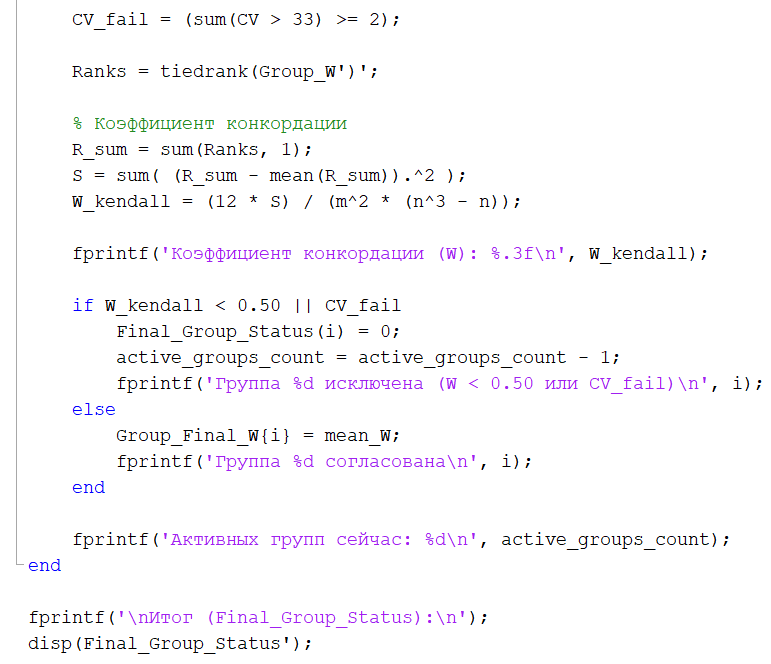 CV_fail = (sum(CV > 33) >= 2);
Ranks = tiedrank(Group_W')';
% Коэффициент конкордации
R_sum = sum(Ranks, 1);
S = sum( (R_sum - mean(R_sum)).^2 );
W_kendall = (12 * S) / (m^2 * (n^3 - n));
fprintf('Коэффициент конкордации (W): %.3f\n', W_kendall);
if W_kendall < 0.50 || CV_fail
Final_Group_Status(i) = 0;
active_groups_count = active_groups_count - 1;
fprintf('Группа %d исключена (W < 0.50 или CV_fail)\n', i);
else
Group_Final_W{i} = mean_W;
fprintf('Группа %d согласована\n', i);
end
fprintf('Активных групп сейчас: %d\n', active_groups_count);
end
fprintf('\nИтог (Final_Group_Status):\n');
disp(Final_Group_Status');